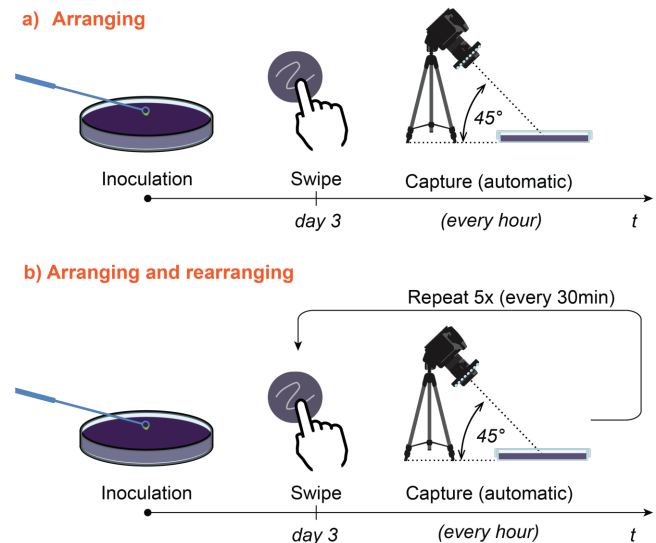 a) Arranging
45°
Inoculation Swipe Capture (automatic)
day 3 (every hour) t
b) Arranging and rearranging
Repeat 5x (every 30min)
45°
Inoculation Swipe Capture (automatic)
day 3 (every hour) t